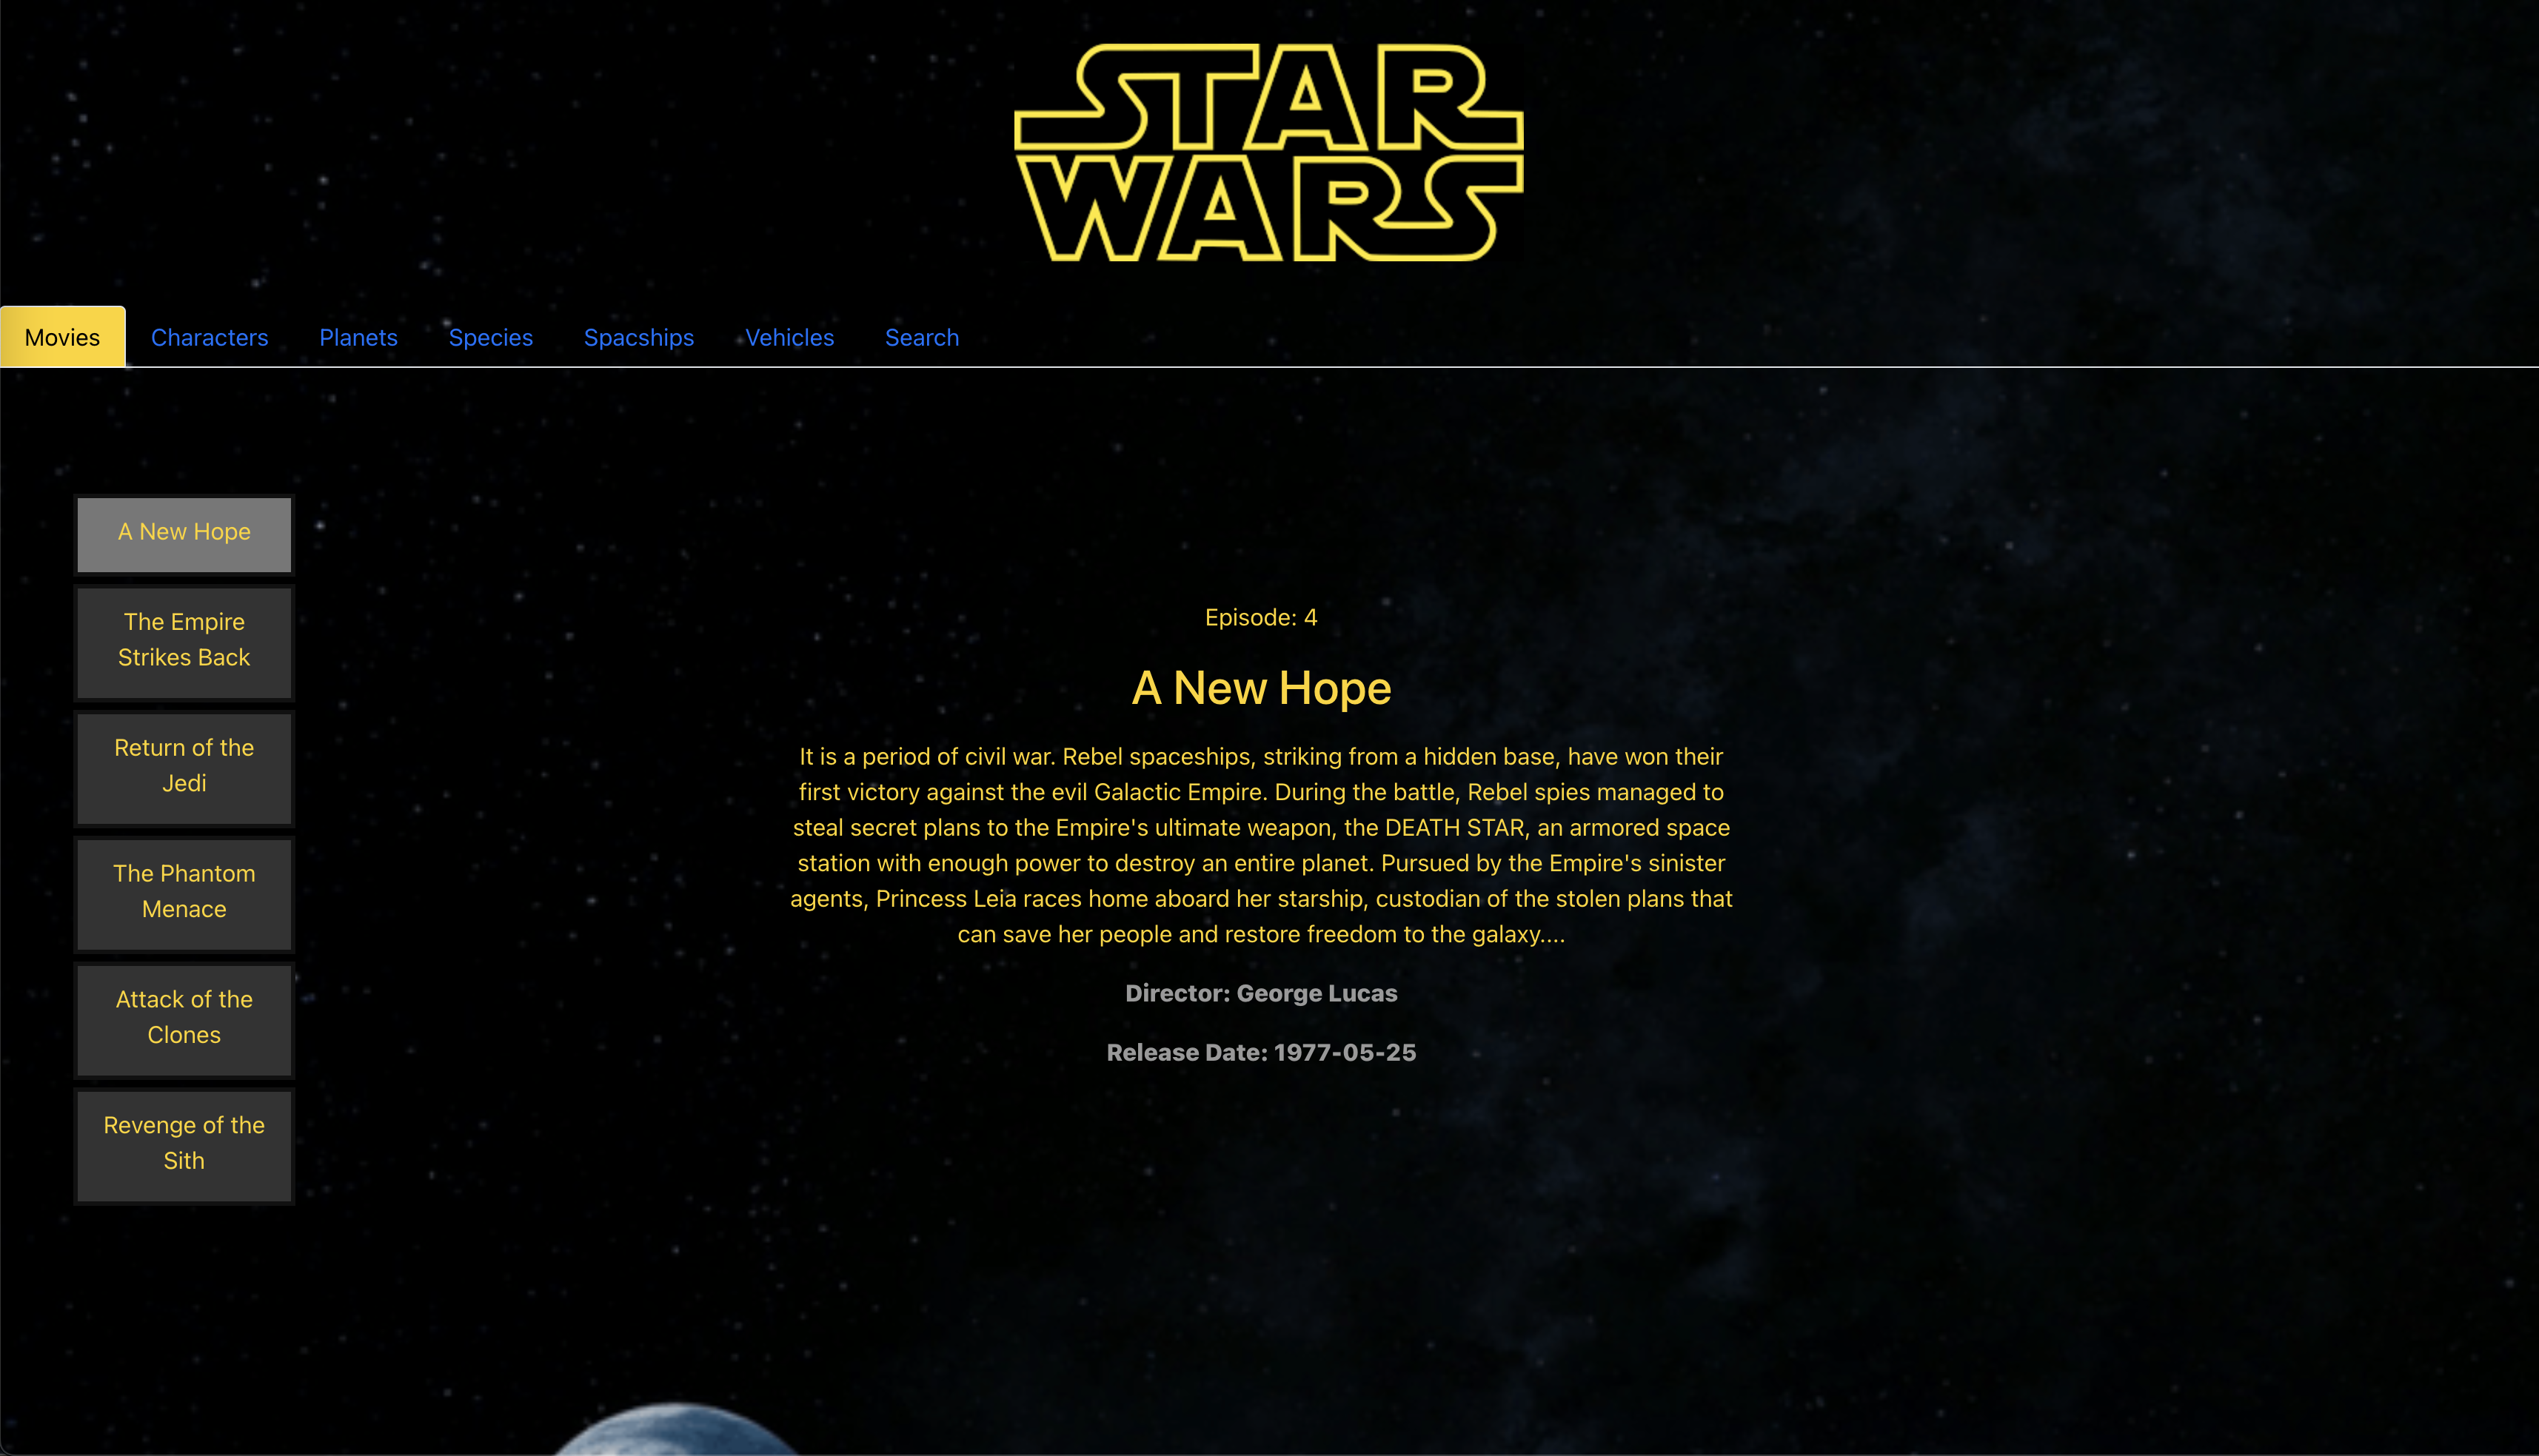 STAR
WARS
Movies Characters Planets Species Spacships Vehicles Search
A New Hope
The Empire
Strikes Back
Return of the
Jedi
The Phantom
Menace
Attack of the
Clones
Revenge of the
Sith
Episode: 4
A New Hope
It is a period of civil war. Rebel spaceships, striking from a hidden base, have won their
first victory against the evil Galactic Empire. During the battle, Rebel spies managed to
steal secret plans to the Empire's ultimate weapon, the DEATH STAR, an armored space
station with enough power to destroy an entire planet. Pursued by the Empire's sinister
agents, Princess Leia races home aboard her starship, custodian of the stolen plans that
can save her people and restore freedom to the galaxy....
Director: George Lucas
Release Date: 1977-05-25